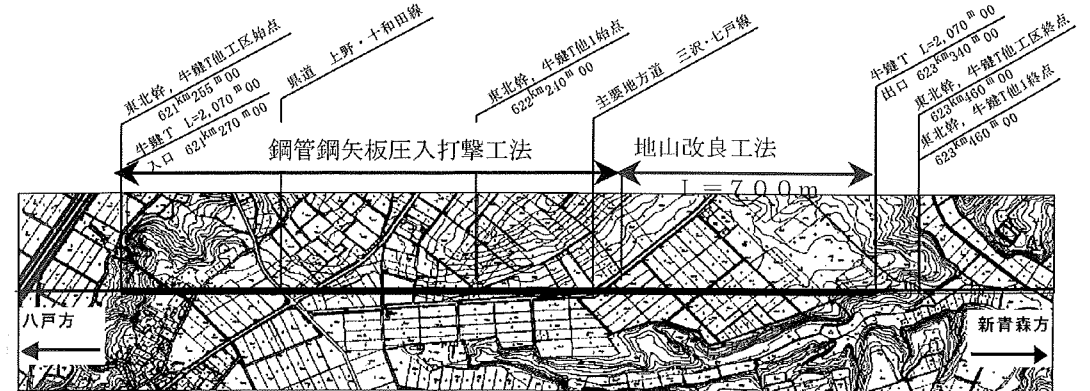 東北幹，牛鍵T他工区始点
621Km255m00
牛鍵T L=2,070m00
入口 621Km270m00
県道 上野・十和田線
東北幹，牛鍵T他1始点
622Km240m00
主要地方道 三沢・七戸線
牛鍵T L=2,070m00
出口 623Km340m00
東北幹，牛鍵T他工区終点
623Km460m00
東北幹，牛鍵T他1終点
623Km460m00
鋼管鋼矢板圧入打撃工法
地山改良工法
L=700m
八戸方
新青森方